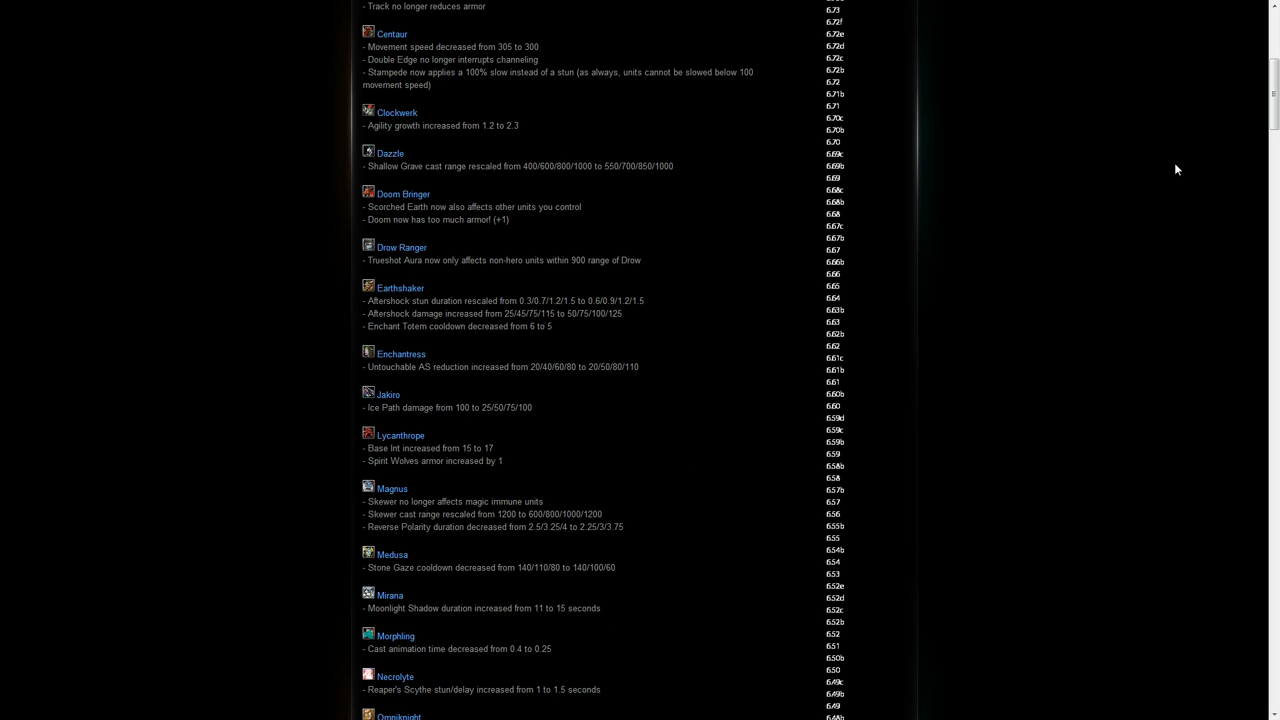 - Track no longer reduces armor
Centaur
- Movement speed decreased from 305 to 300
- Double Edge no longer interrupts channeling
- Stampede now applies a 100% slow instead of a stun (as always, units cannot be slowed below 100
movement speed)
Clockwerk
- Agility growth increased from 1.2 to 2.3
Dazzle
- Shallow Grave cast range rescaled from 400/600/800/1000 to 550/700/850/1000
Doom Bringer
- Scorched Earth now also affects other units you control
- Doom now has too much armor! (+1)
Drow Ranger
- Trueshot Aura now only affects non-hero units within 900 range of Drow
Earthshaker
- Aftershock stun duration rescaled from 0.3/0.7/1.2/1.5 to 0.6/0.9/1.2/1.5
- Aftershock damage increased from 25/45/75/115 to 50/75/100/125
- Enchant Totem cooldown decreased from 6 to 5
Enchantress
- Untouchable AS reduction increased from 20/40/60/80 to 20/50/80/110
Jakiro
- Ice Path damage from 100 to 25/50/75/100
Lycanthrope
- Base Int increased from 15 to 17
- Spirit Wolves armor increased by 1
Magnus
- Skewer no longer affects magic immune units
- Skewer cast range rescaled from 1200 to 600/800/1000/1200
- Reverse Polarity duration decreased from 2.5/3.25/4 to 2.25/3/3.75
Medusa
- Stone Gaze cooldown decreased from 140/110/80 to 140/100/60
Mirana
- Moonlight Shadow duration increased from 11 to 15 seconds
Morphling
- Cast animation time decreased from 0.4 to 0.25
Necrolyte
- Reaper's Scythe stun/delay increased from 1 to 1.5 seconds
Omniknight
6.73
6.72f
6.72e
6.72d
6.72c
6.72b
6.72
6.71b
6.71
6.70c
6.70b
6.70
6.69c
6.69b
6.69
6.68c
6.68b
6.68
6.67c
6.67b
6.67
6.66b
6.66
6.65
6.64
6.63b
6.63
6.62b
6.62
6.61c
6.61b
6.61
6.60b
6.60
6.59d
6.59c
6.59b
6.59
6.58b
6.58
6.57b
6.57
6.56
6.55b
6.55
6.54b
6.54
6.53
6.52e
6.52d
6.52c
6.52b
6.52
6.51
6.50b
6.50
6.49c
6.49b
6.49
6.48b